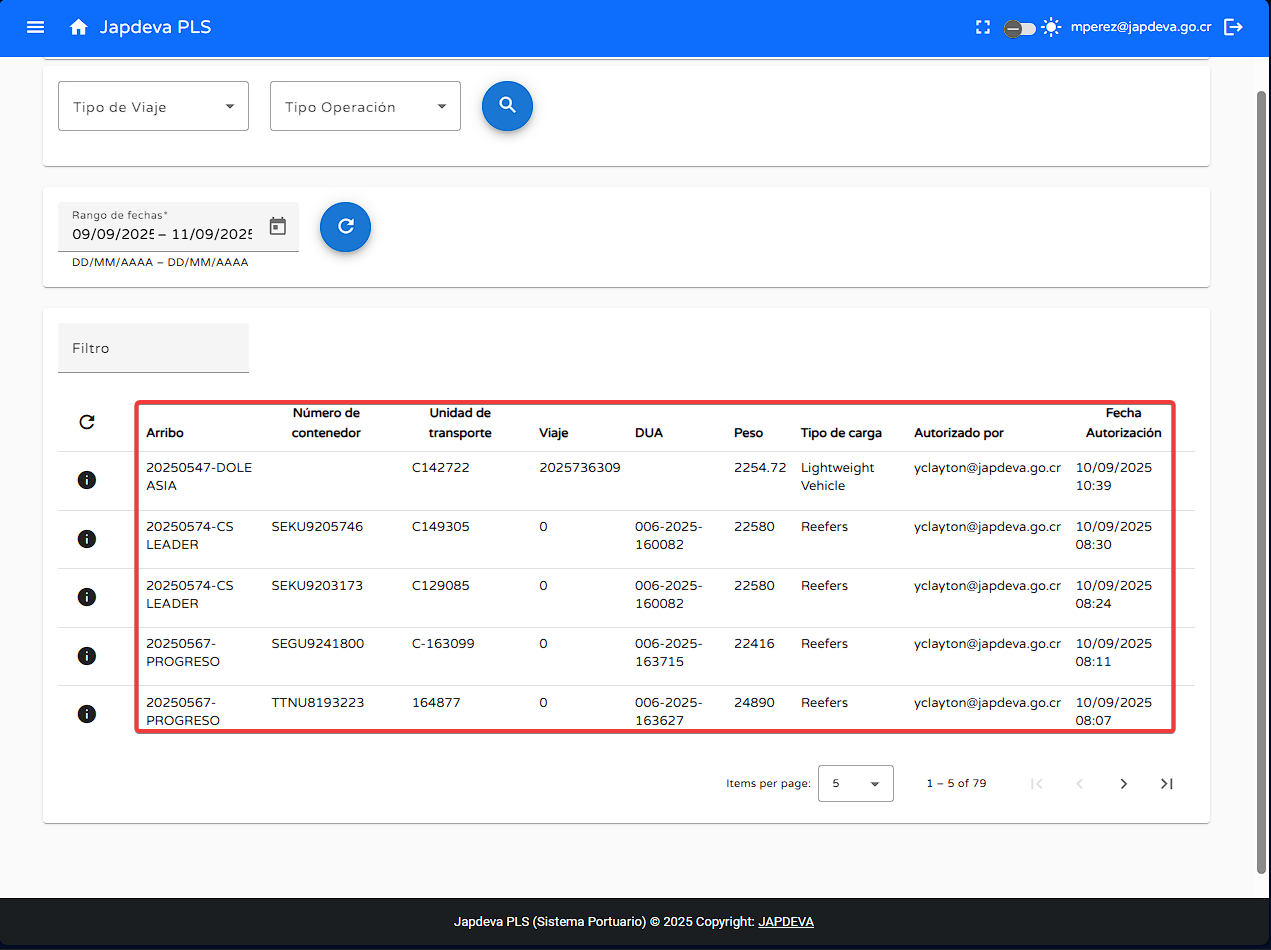 Japdeva PLS
mperez@japdeva.go.cr
Tipo de Viaje
Tipo Operación
Rango de fechas*
09/09/2025 – 11/09/2025
DD/MM/AAAA – DD/MM/AAAA
Filtro
Arribo Número de contenedor Unidad de transporte Viaje DUA Peso Tipo de carga Autorizado por Fecha Autorización
20250547-DOLE ASIA C142722 2025736309 2254.72 Lightweight Vehicle yclayton@japdeva.go.cr 10/09/2025 10:39
20250574-CS LEADER SEKU9205746 C149305 0 006-2025-160082 22580 Reefers yclayton@japdeva.go.cr 10/09/2025 08:30
20250574-CS LEADER SEKU9203173 C129085 0 006-2025-160082 22580 Reefers yclayton@japdeva.go.cr 10/09/2025 08:24
20250567-PROGRESO SEGU9241800 C-163099 0 006-2025-163715 22416 Reefers yclayton@japdeva.go.cr 10/09/2025 08:11
20250567-PROGRESO TTNU8193223 164877 0 006-2025-163627 24890 Reefers yclayton@japdeva.go.cr 10/09/2025 08:07
Items per page: 5 1 – 5 of 79
Japdeva PLS (Sistema Portuario) © 2025 Copyright: JAPDEVA